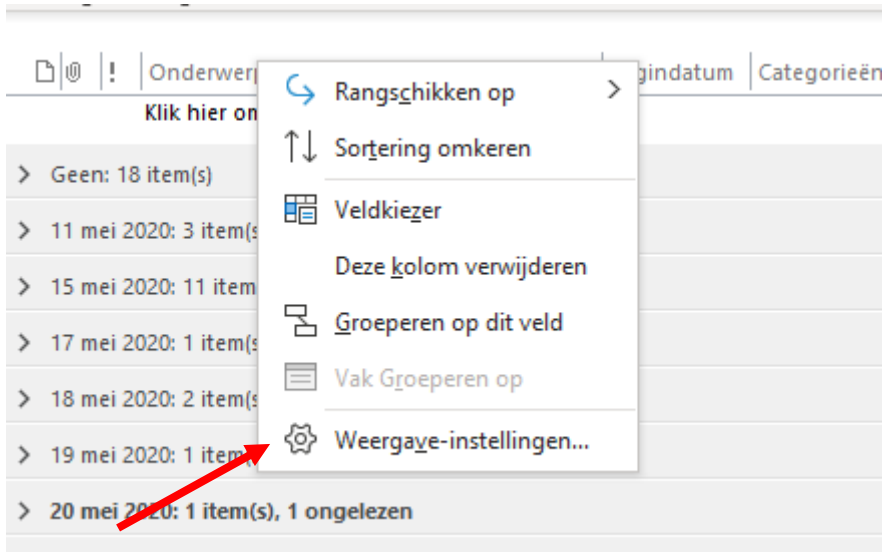 ! Onderwerp gindatum Categorieën
Klik hier om
Rangschikken op
Sortering omkeren
Veldkiezer
Deze kolom verwijderen
Groeperen op dit veld
Vak Groeperen op
Weergave-instellingen...
Geen: 18 item(s)
11 mei 2020: 3 item(s
15 mei 2020: 11 item
17 mei 2020: 1 item(s
18 mei 2020: 2 item(s
19 mei 2020: 1 item(
20 mei 2020: 1 item(s), 1 ongelezen